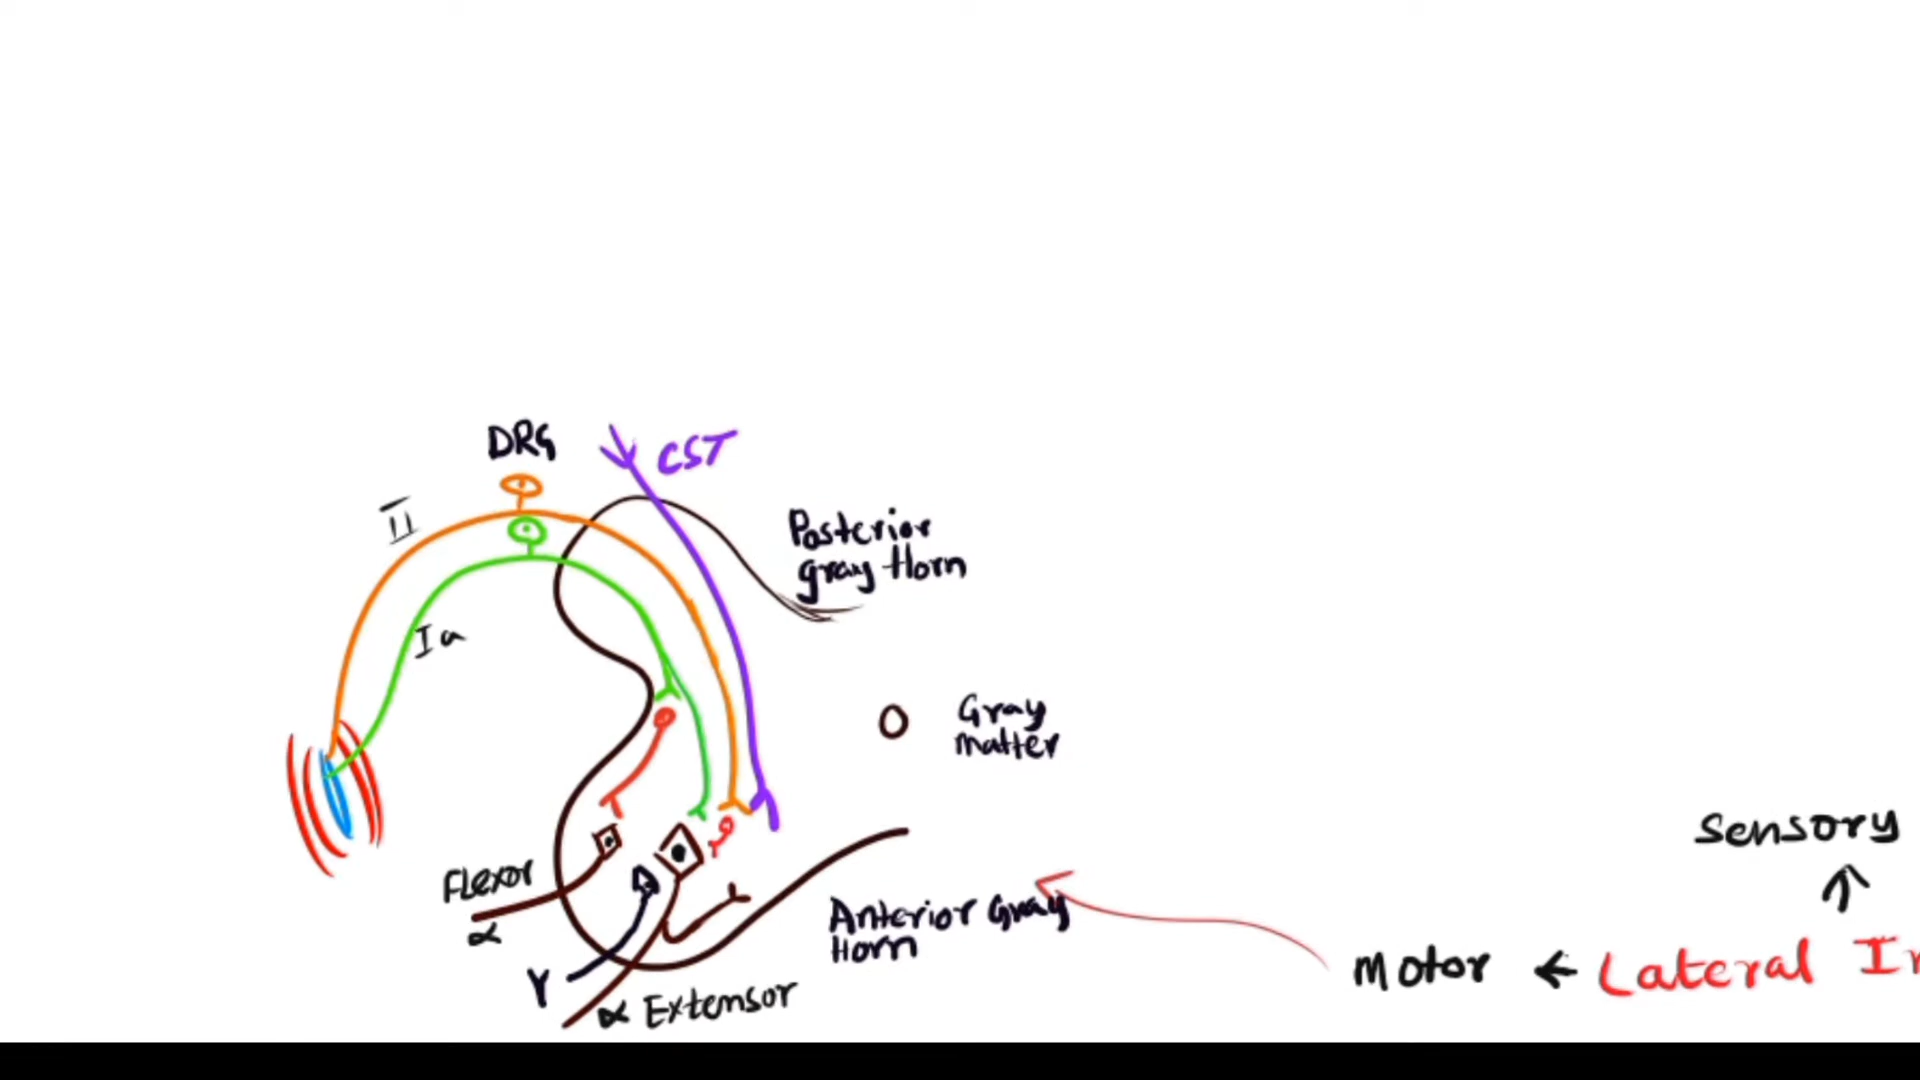 DRG
CST
II
Posterior
gray Horn
Ia
Gray
matter
Sensory
Flexor
α
Anterior Gray
Horn
Motor ← Lateral
γ
α Extensor